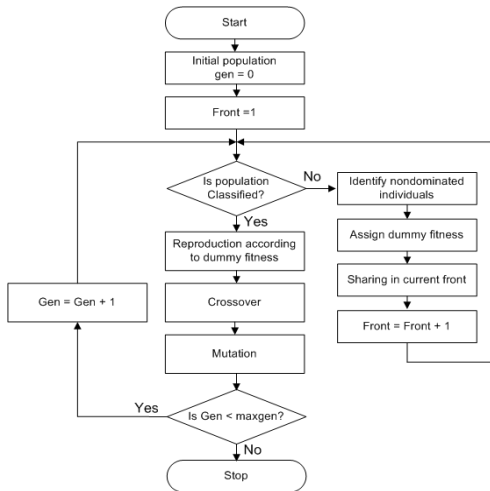 Start
Initial population
gen = 0
Front =1
Is population
Classified?
No
Identify nondominated
individuals
Yes
Assign dummy fitness
Reproduction according
to dummy fitness
Sharing in current front
Gen = Gen + 1
Crossover
Front = Front + 1
Mutation
Yes
Is Gen < maxgen?
No
Stop